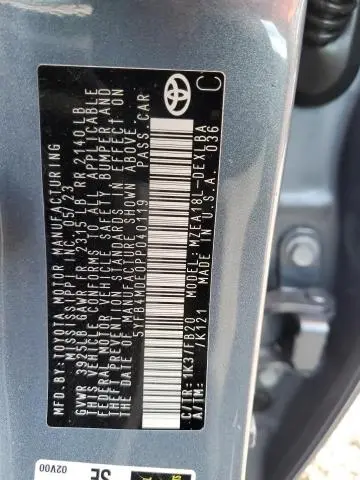 MFD. BY: TOYOTA MOTOR MANUFACTURING
MISSISSIPPI, INC. 05/23
GVWR 3925LB GAWR FR 2315LB RR 2140LB
THIS VEHICLE CONFORMS TO ALL APPLICABLE
FEDERAL MOTOR VEHICLE SAFETY, BUMPER, AND
THEFT PREVENTION STANDARDS IN EFFECT ON
THE DATE OF MANUFACTURE SHOWN ABOVE.
PASS. CAR
C/TR: 1K3/FB20
MODEL: MZEA18L-DEXLBA
A/TM: /K121
MADE IN U.S.A. 036
C
SE
02V00